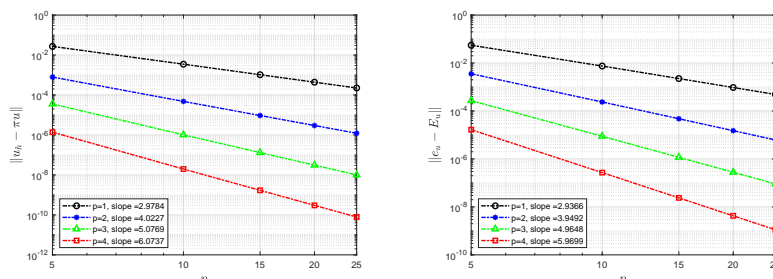 10^0
10^-2
10^-4
10^-6
10^-8
10^-10
10^-12
||u_h − πu||
5
10
15
20
25
p=1, slope =2.9784
p=2, slope =4.0227
p=3, slope =5.0769
p=4, slope =6.0737
10^0
10^-2
10^-4
10^-6
10^-8
10^-10
||e_u − E_u||
5
10
15
20
p=1, slope =2.9366
p=2, slope =3.9492
p=3, slope =4.9648
p=4, slope =5.9699